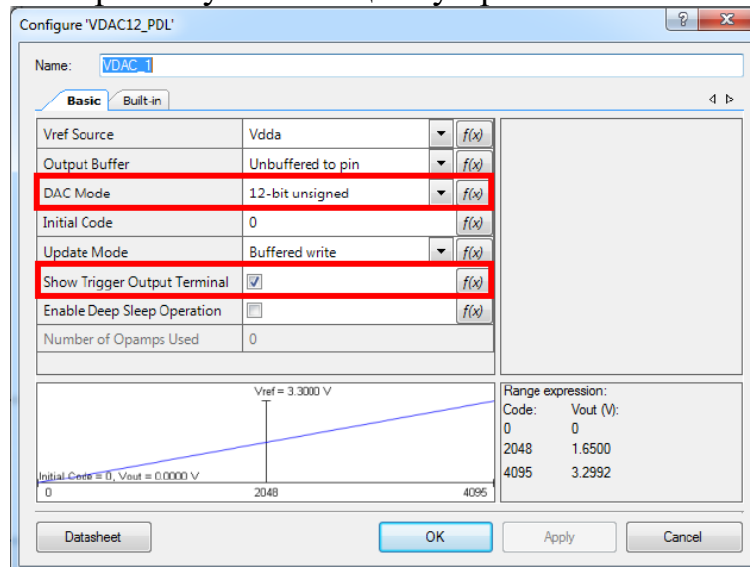 Configure 'VDAC12_PDL'
Name: VDAC_1
Basic Built-in
Vref Source Vdda f(x)
Output Buffer Unbuffered to pin f(x)
DAC Mode 12-bit unsigned f(x)
Initial Code 0 f(x)
Update Mode Buffered write f(x)
Show Trigger Output Terminal f(x)
Enable Deep Sleep Operation f(x)
Number of Opamps Used 0
Vref = 3.3000 V
Initial Code = 0, Vout = 0.0000 V
0 2048 4095
Range expression:
Code: Vout (V):
0 0
2048 1.6500
4095 3.2992
Datasheet OK Apply Cancel